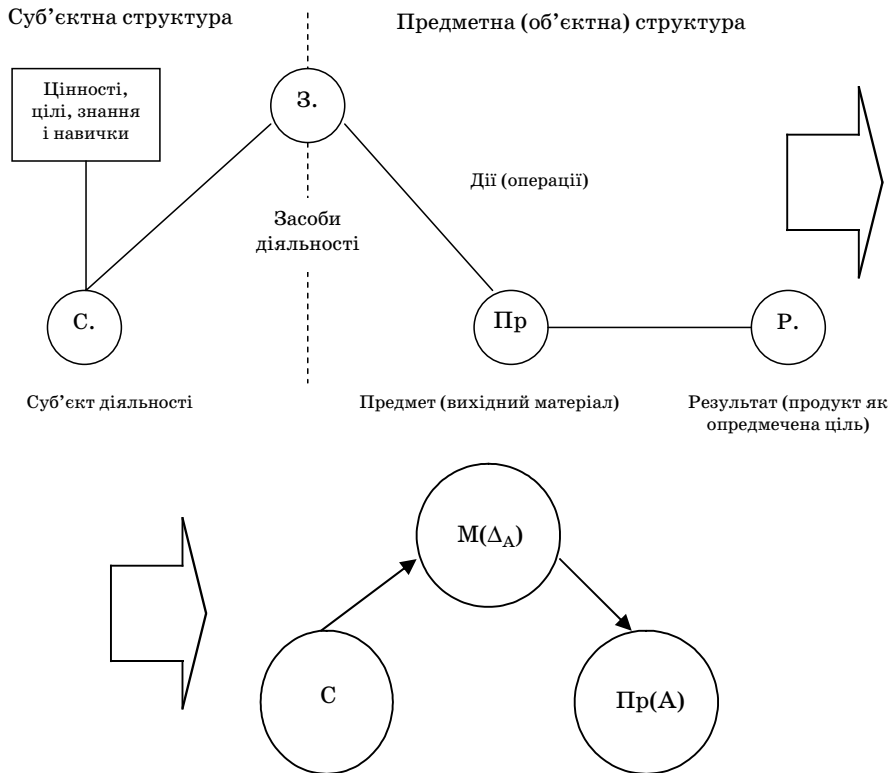 Суб’єктна структура
Предметна (об’єктна) структура
Цінності,
цілі, знання
і навички
З.
Дії (операції)
Засоби
діяльності
С.
Пр
Р.
Суб’єкт діяльності
Предмет (вихідний матеріал)
Результат (продукт як
опредмечена ціль)
М(Δ_А)
С
Пр(А)